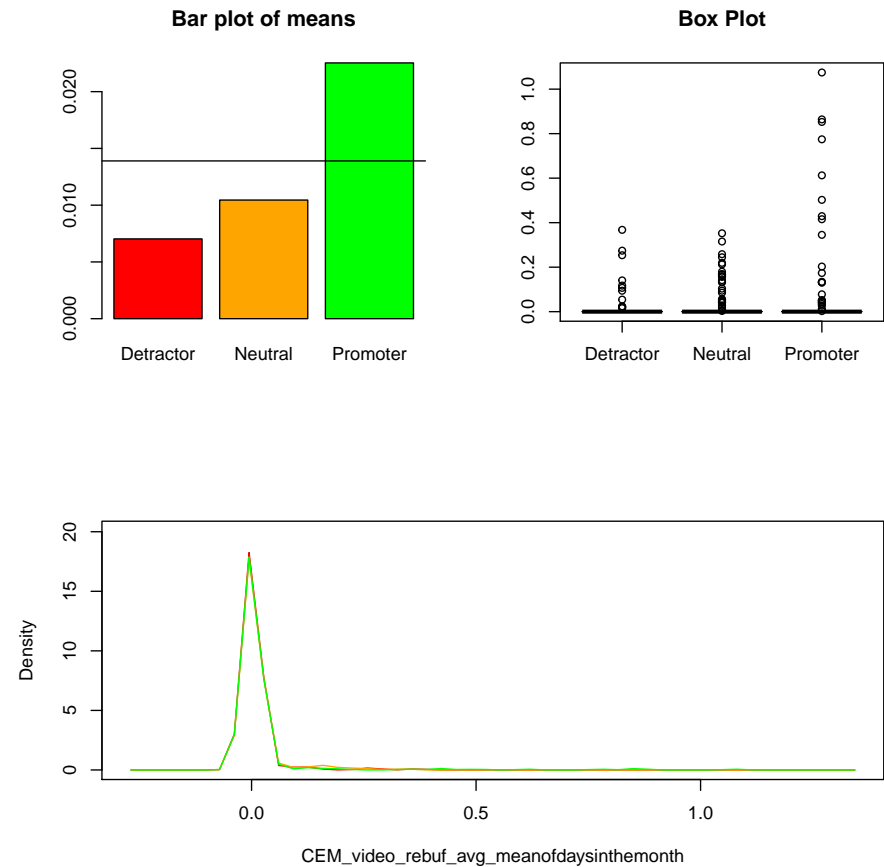 Bar plot of means
0.020
0.010
0.000
Detractor Neutral Promoter
Box Plot
1.0
0.8
0.6
0.4
0.2
0.0
Detractor Neutral Promoter
20
15
10
5
0
Density
0.0 0.5 1.0
CEM_video_rebuf_avg_meanofdaysinthemonth